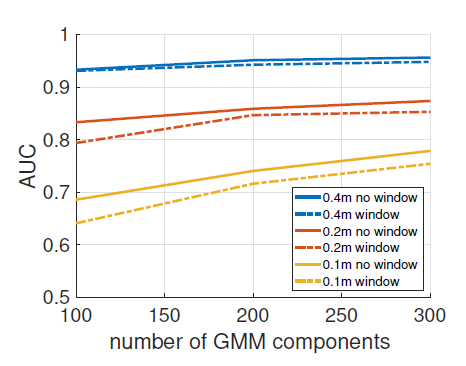 1
0.9
0.8
0.7
0.6
0.5
AUC
100 150 200 250 300
number of GMM components
0.4m no window
0.4m window
0.2m no window
0.2m window
0.1m no window
0.1m window